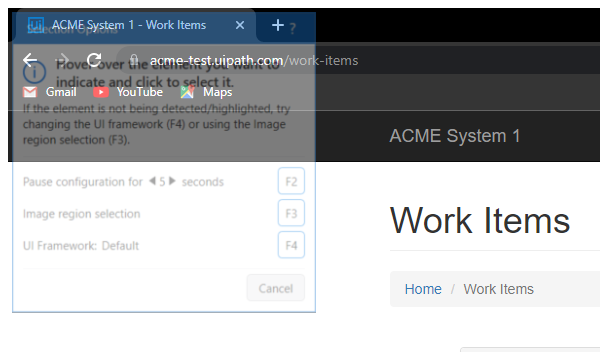 ACME System 1 - Work Items
Selection Options
?
acme-test.uipath.com/work-items
Hover over the element you want to
indicate and click to select it.
Gmail YouTube Maps
If the element is not being detected/highlighted, try
changing the UI framework (F4) or using the Image
region selection (F3).
ACME System 1
Pause configuration for 5 seconds F2
Image region selection F3
Work Items
UI Framework: Default F4
Cancel
Home / Work Items